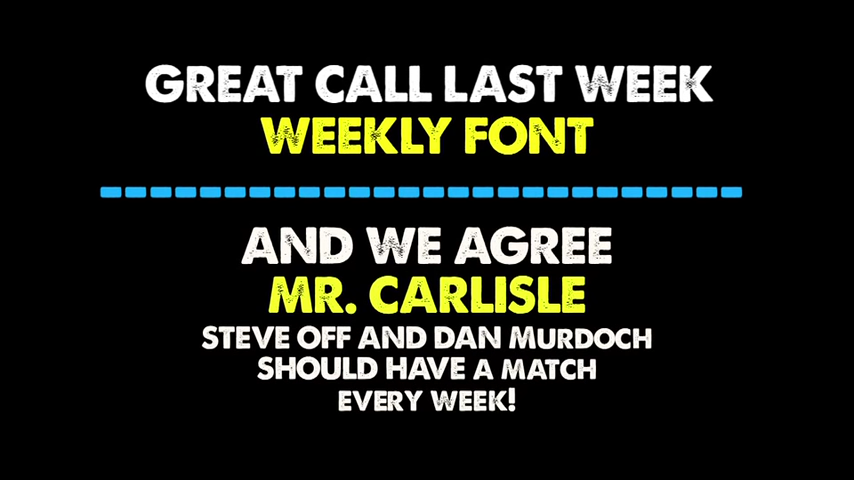 GREAT CALL LAST WEEK
WEEKLY FONT
AND WE AGREE
MR. CARLISLE
STEVE OFF AND DAN MURDOCH
SHOULD HAVE A MATCH
EVERY WEEK!